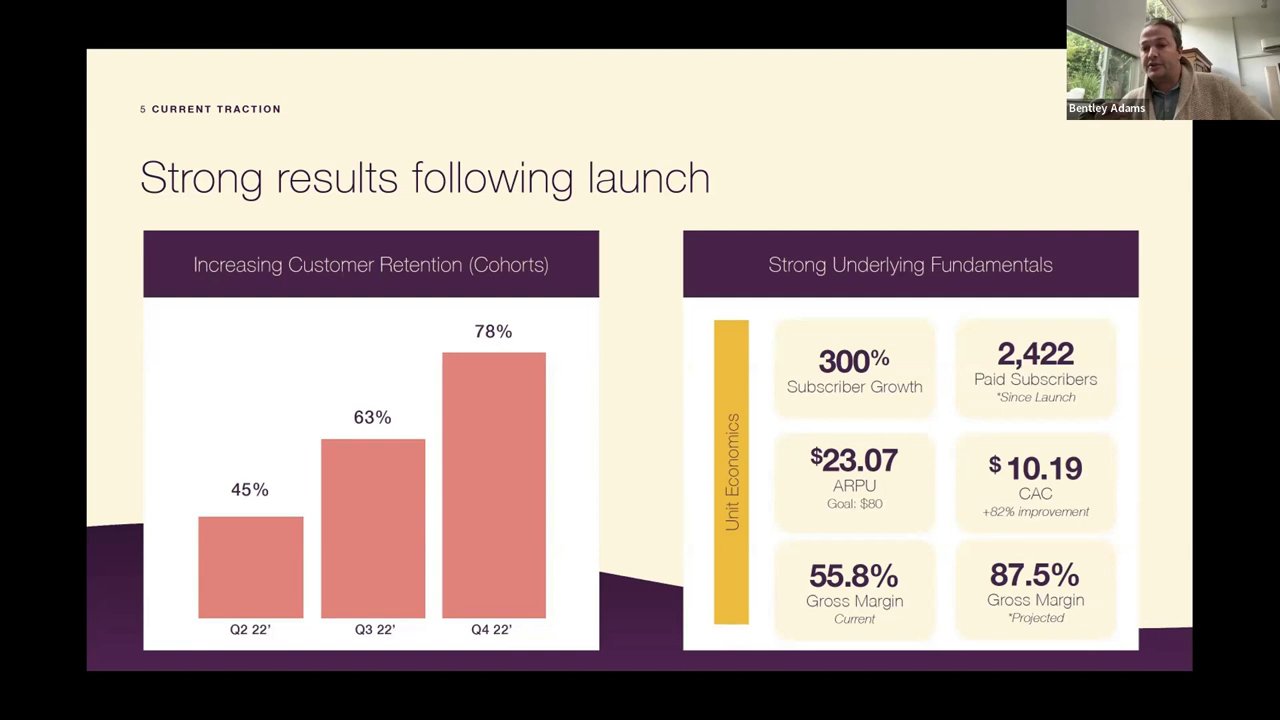 Bentley Adams
5 CURRENT TRACTION
Strong results following launch
Increasing Customer Retention (Cohorts)
45%
63%
78%
Q2 22’
Q3 22’
Q4 22’
Strong Underlying Fundamentals
Unit Economics
300%
Subscriber Growth
2,422
Paid Subscribers
*Since Launch
$23.07
ARPU
Goal: $80
$ 10.19
CAC
+82% improvement
55.8%
Gross Margin
Current
87.5%
Gross Margin
*Projected